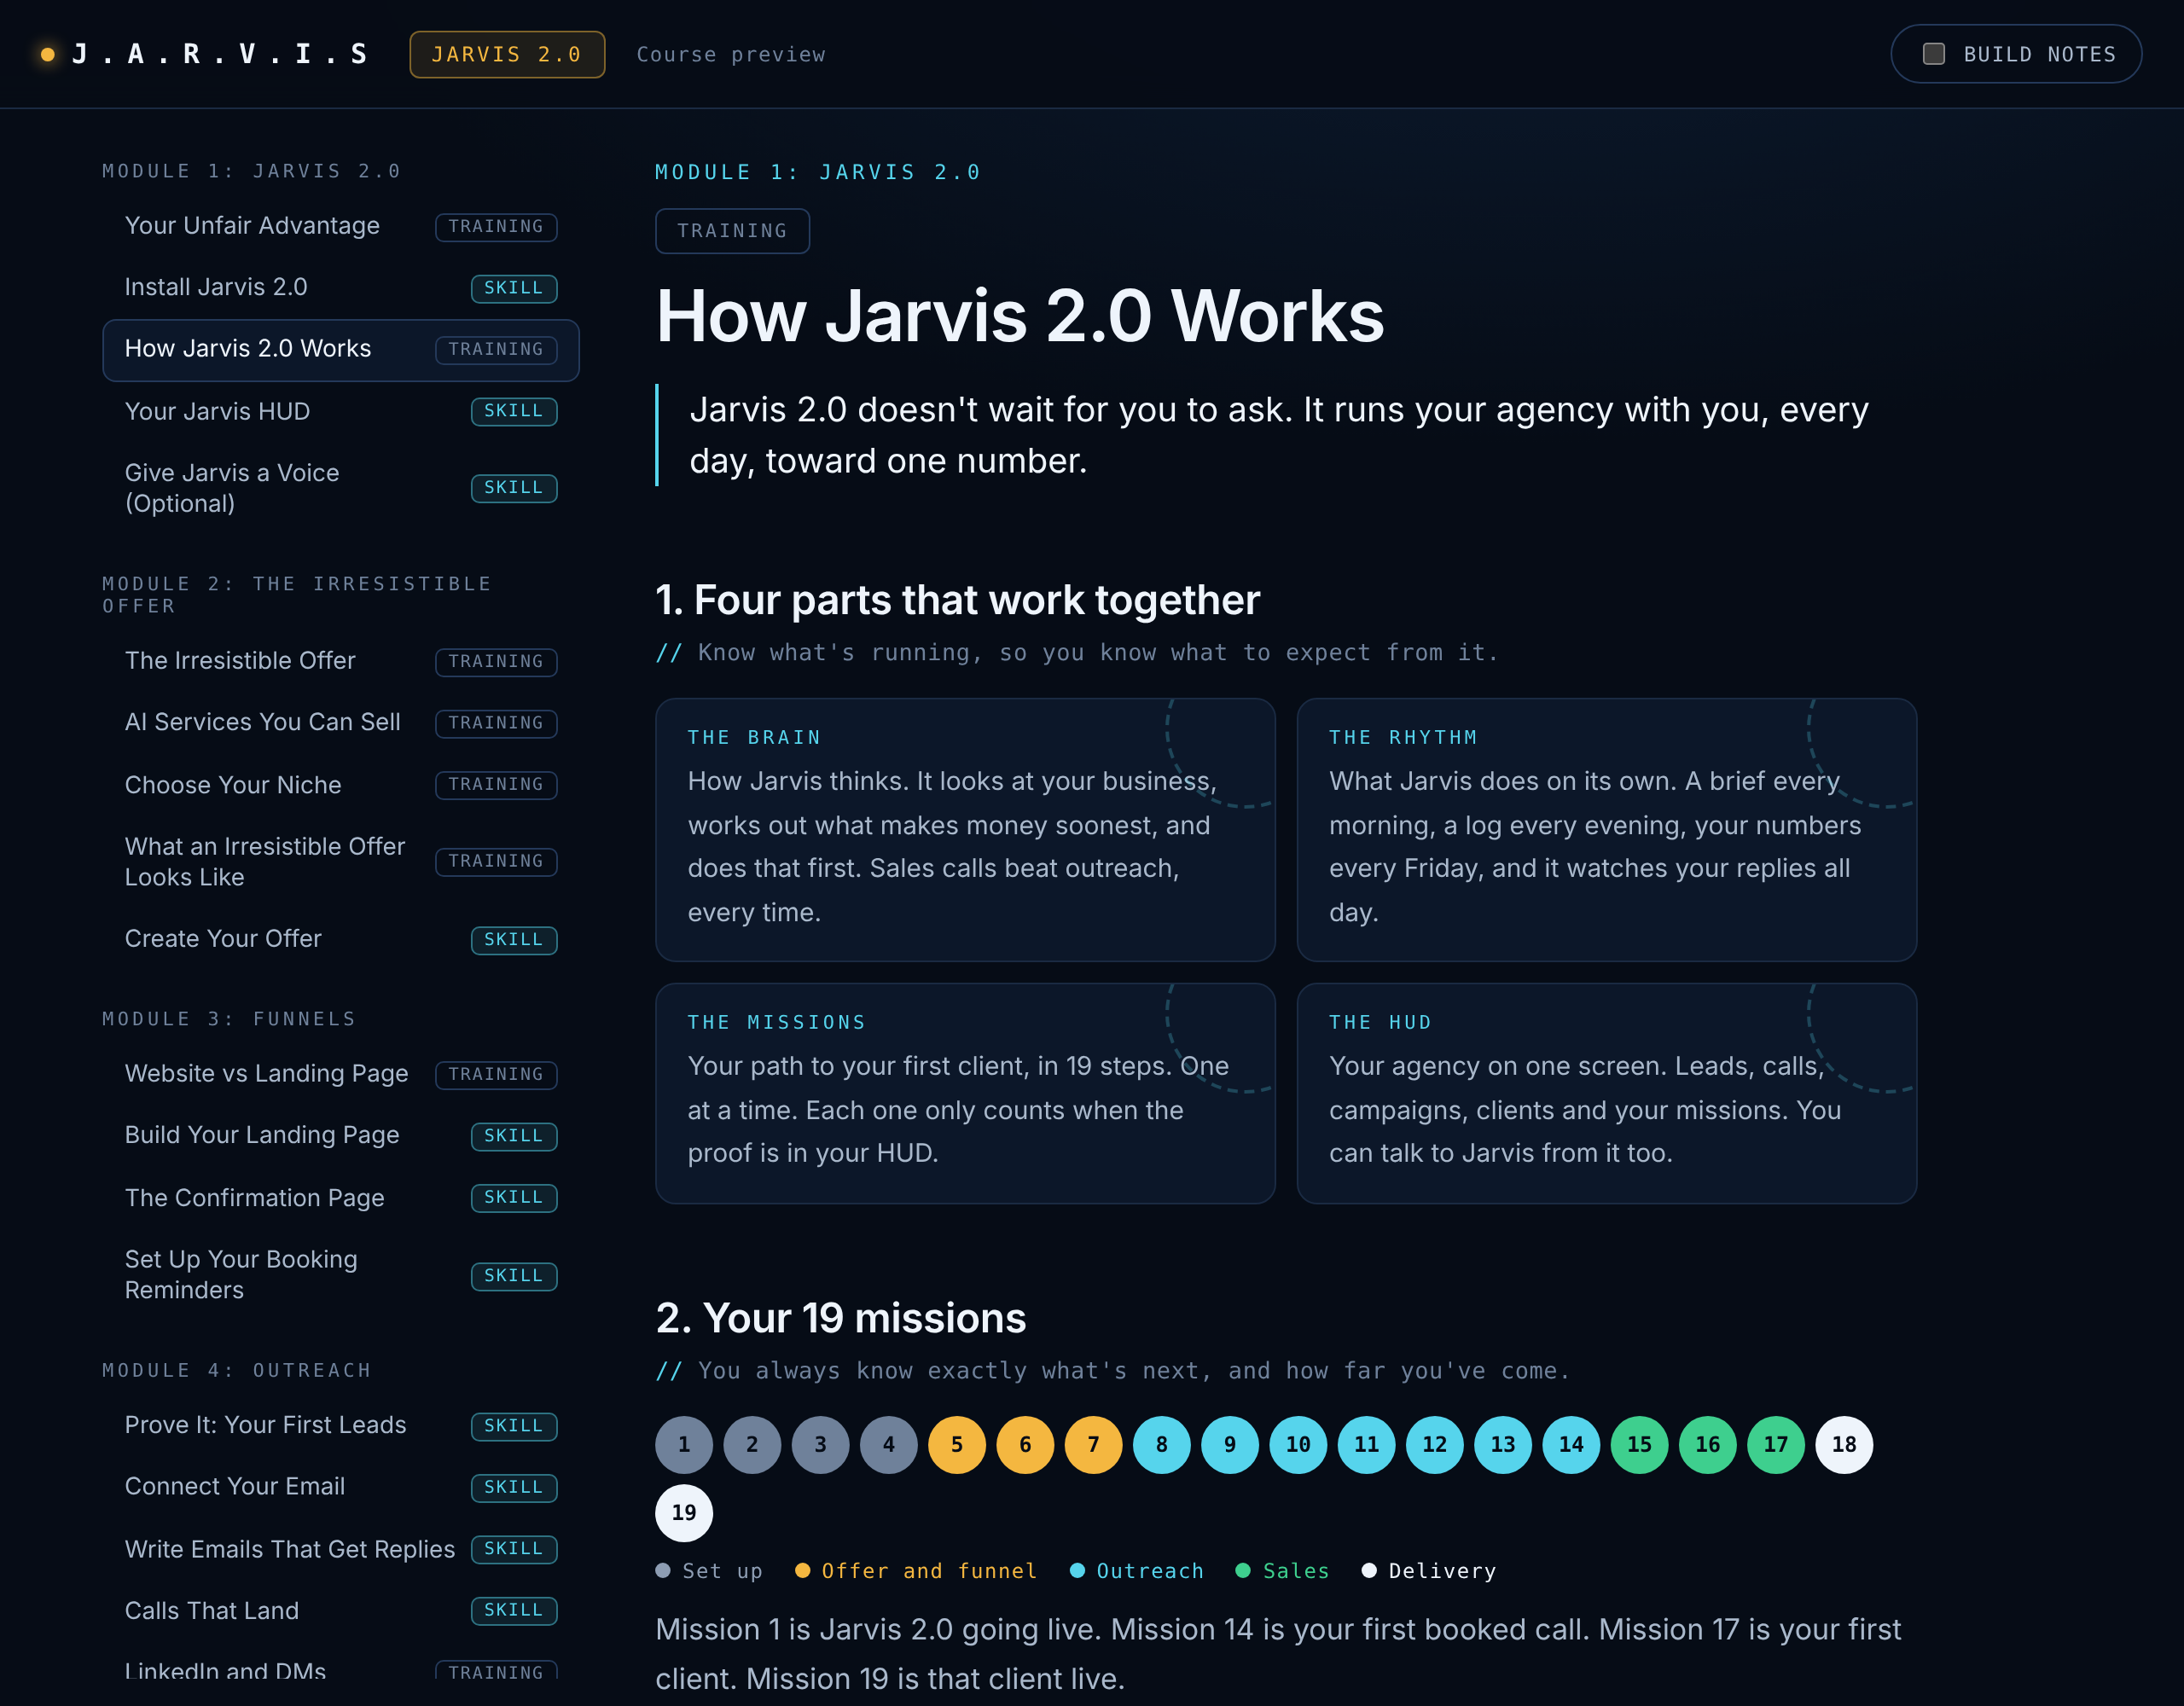 J.A.R.V.I.S
JARVIS 2.0
Course preview
BUILD NOTES
MODULE 1: JARVIS 2.0
Your Unfair Advantage
TRAINING
Install Jarvis 2.0
SKILL
How Jarvis 2.0 Works
TRAINING
Your Jarvis HUD
SKILL
Give Jarvis a Voice
(Optional)
SKILL
MODULE 2: THE IRRESISTIBLE
OFFER
The Irresistible Offer
TRAINING
AI Services You Can Sell
TRAINING
Choose Your Niche
TRAINING
What an Irresistible Offer
Looks Like
TRAINING
Create Your Offer
SKILL
MODULE 3: FUNNELS
Website vs Landing Page
TRAINING
Build Your Landing Page
SKILL
The Confirmation Page
SKILL
Set Up Your Booking
Reminders
SKILL
MODULE 4: OUTREACH
Prove It: Your First Leads
SKILL
Connect Your Email
SKILL
Write Emails That Get Replies
SKILL
Calls That Land
SKILL
LinkedIn and DMs
TRAINING
MODULE 1: JARVIS 2.0
TRAINING
How Jarvis 2.0 Works
Jarvis 2.0 doesn't wait for you to ask. It runs your agency with you, every
day, toward one number.
1. Four parts that work together
// Know what's running, so you know what to expect from it.
THE BRAIN
How Jarvis thinks. It looks at your business,
works out what makes money soonest, and
does that first. Sales calls beat outreach,
every time.
THE RHYTHM
What Jarvis does on its own. A brief every
morning, a log every evening, your numbers
every Friday, and it watches your replies all
day.
THE MISSIONS
Your path to your first client, in 19 steps. One
at a time. Each one only counts when the
proof is in your HUD.
THE HUD
Your agency on one screen. Leads, calls,
campaigns, clients and your missions. You
can talk to Jarvis from it too.
2. Your 19 missions
// You always know exactly what's next, and how far you've come.
1 2 3 4 5 6 7 8 9 10 11 12 13 14 15 16 17 18
19
Set up Offer and funnel Outreach Sales Delivery
Mission 1 is Jarvis 2.0 going live. Mission 14 is your first booked call. Mission 17 is your first
client. Mission 19 is that client live.